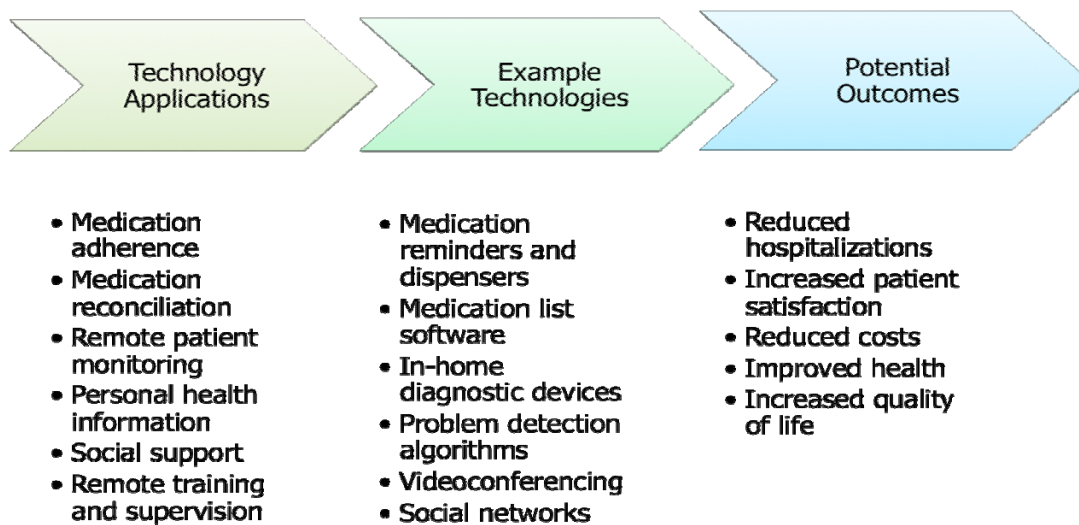 Technology
Applications
Example
Technologies
Potential
Outcomes
• Medication
adherence
• Medication
reconciliation
• Remote patient
monitoring
• Personal health
information
• Social support
• Remote training
and supervision
• Medication
reminders and
dispensers
• Medication list
software
• In-home
diagnostic devices
• Problem detection
algorithms
• Videoconferencing
• Social networks
• Reduced
hospitalizations
• Increased patient
satisfaction
• Reduced costs
• Improved health
• Increased quality
of life